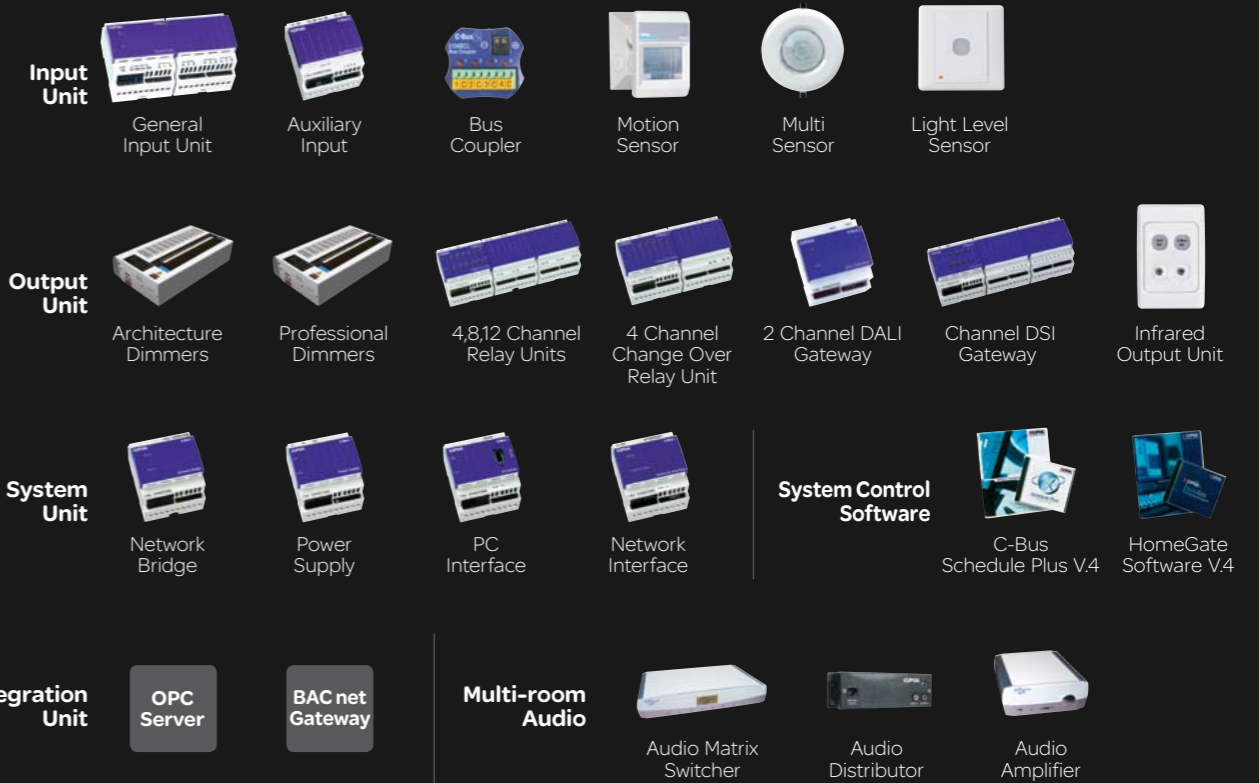 Input
Unit
General
Input Unit
Auxiliary
Input
C-Bus
Bus
Coupler
Motion
Sensor
Multi
Sensor
Light Level
Sensor
Output
Unit
Architecture
Dimmers
Professional
Dimmers
4,8,12 Channel
Relay Units
4 Channel
Change Over
Relay Unit
2 Channel DALI
Gateway
Channel DSI
Gateway
Infrared
Output Unit
System
Unit
Network
Bridge
Power
Supply
PC
Interface
Network
Interface
System Control
Software
C-Bus
Schedule Plus V.4
HomeGate
Software V.4
egration
Unit
OPC
Server
BAC net
Gateway
Multi-room
Audio
Audio Matrix
Switcher
Audio
Distributor
Audio
Amplifier